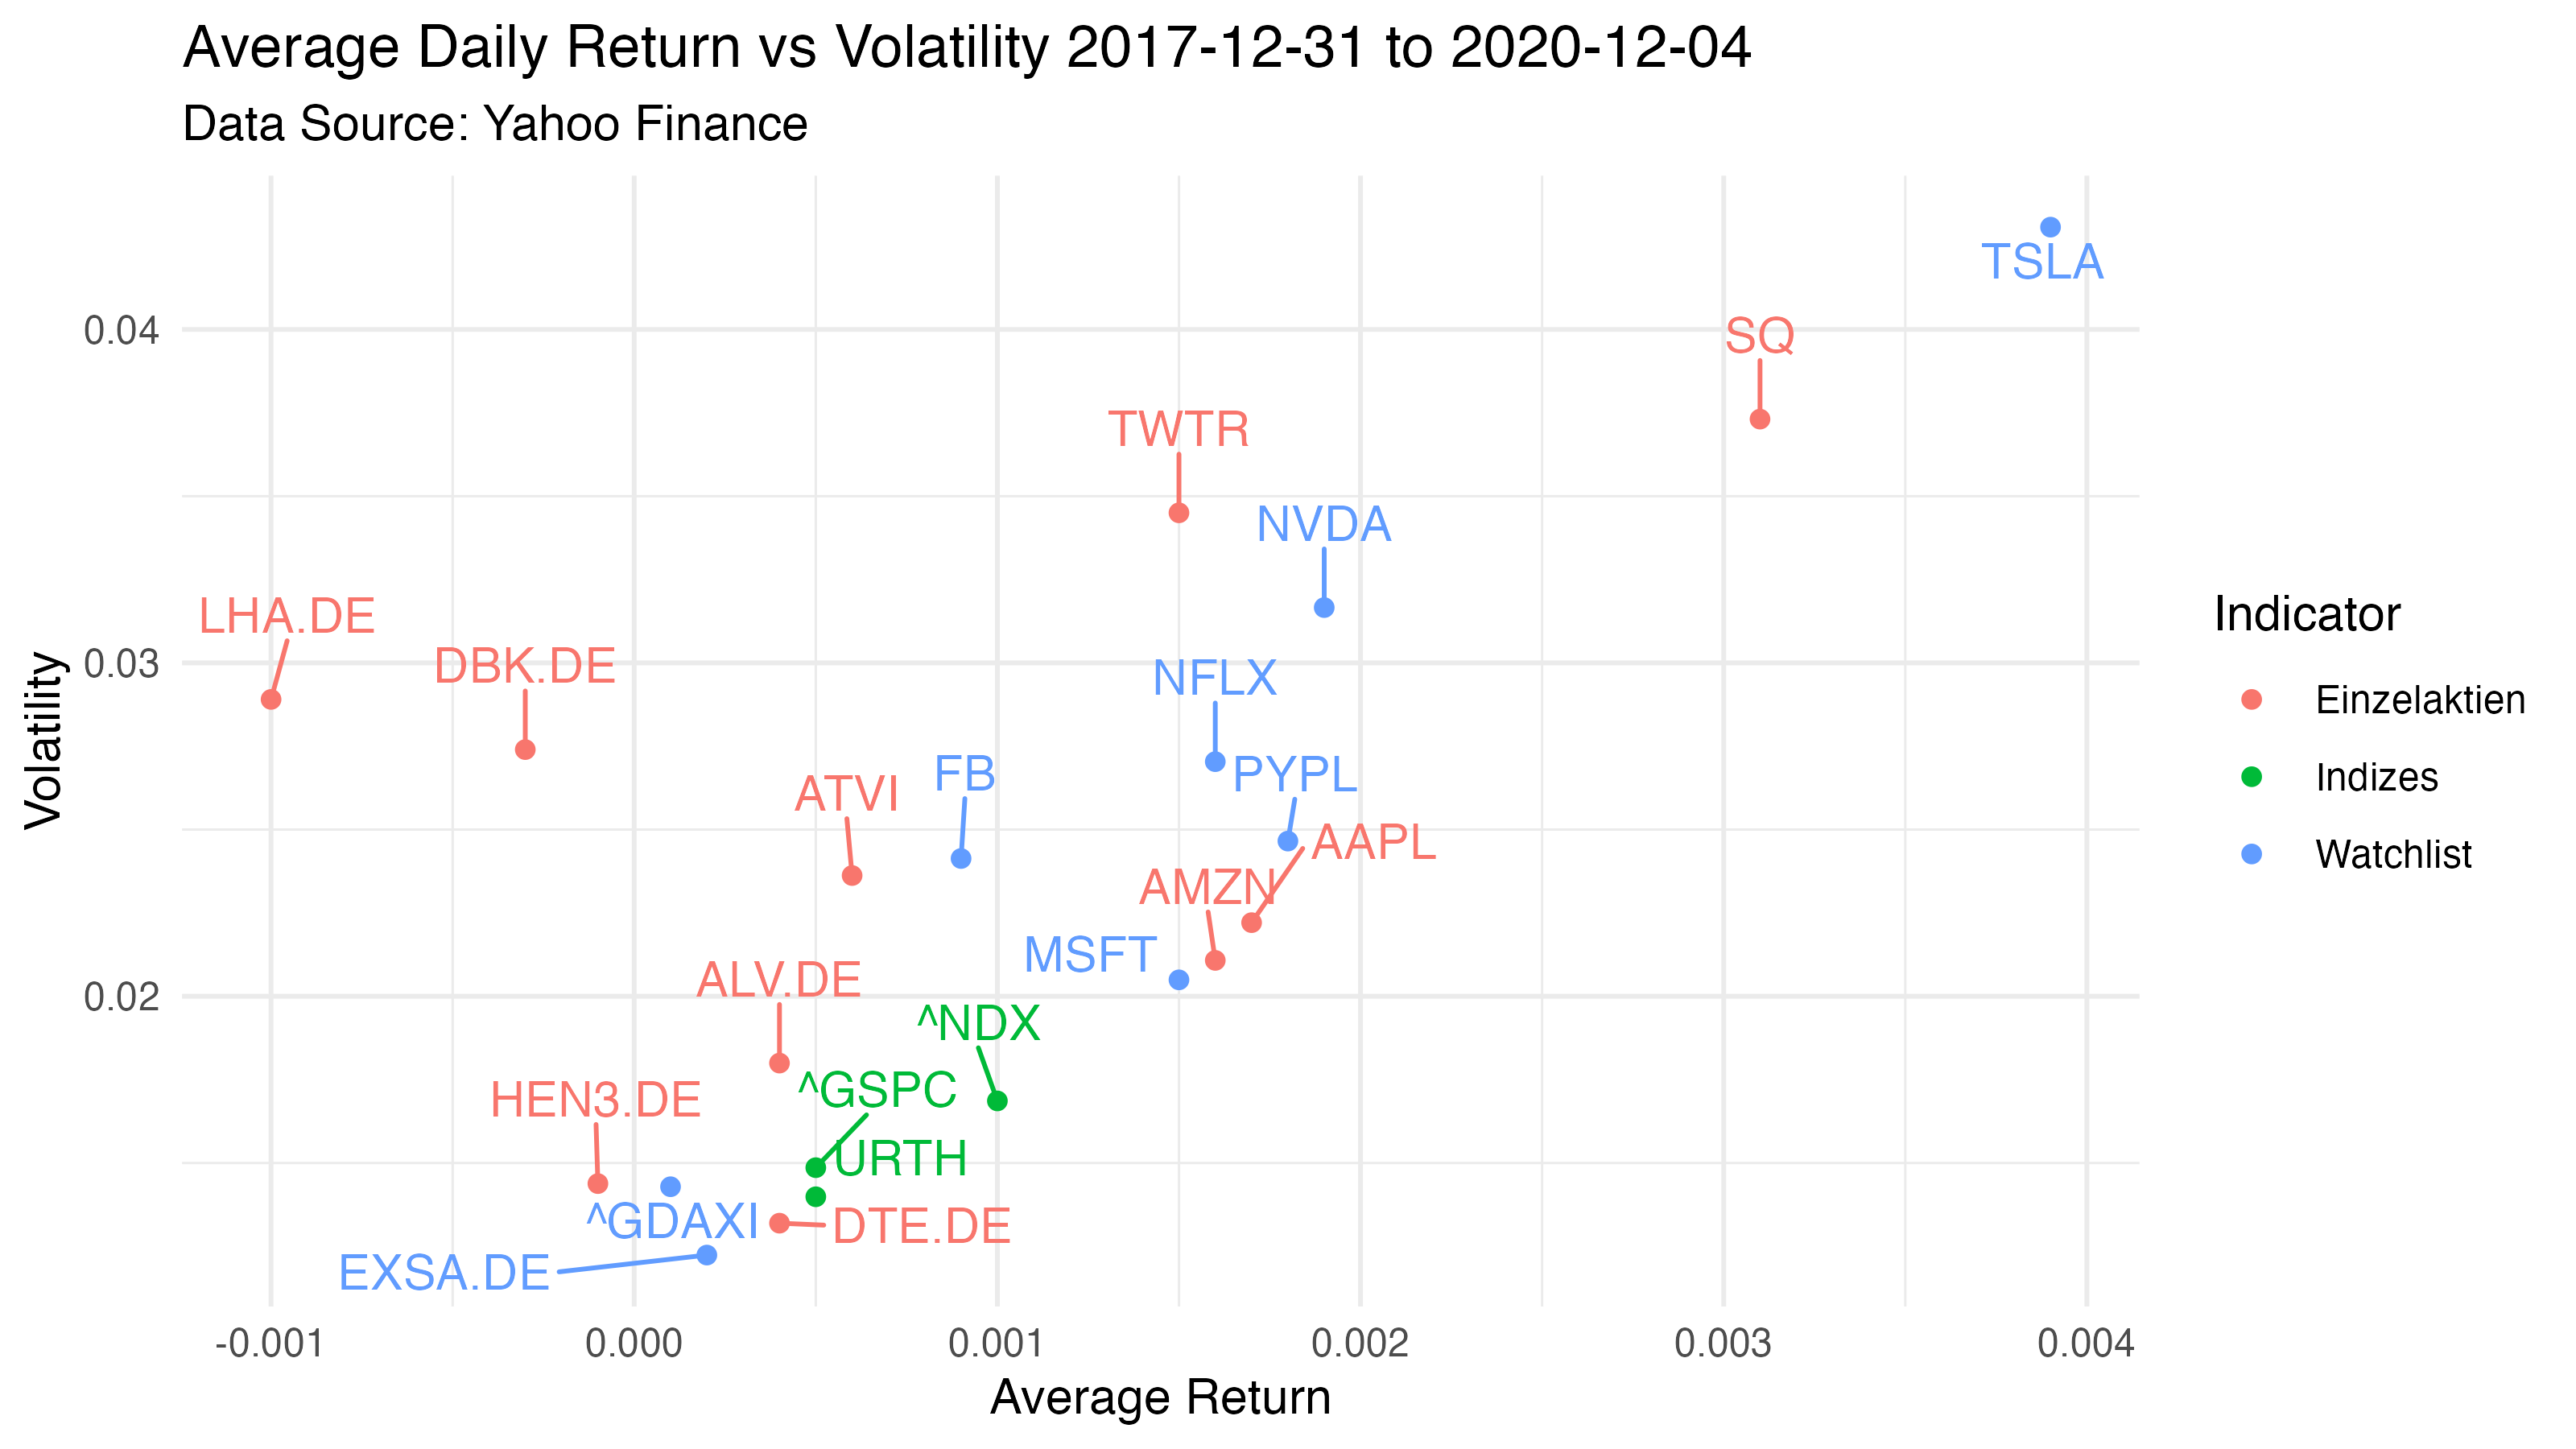 Average Daily Return vs Volatility 2017-12-31 to 2020-12-04
Data Source: Yahoo Finance
TSLA
0.04
SQ
TWTR
NVDA
LHA.DE
DBK.DE
0.03
NFLX
FB
PYPL
ATVI
AAPL
AMZN
MSFT
ALV.DE
0.02
^NDX
^GSPC
HEN3.DE
URTH
^GDAXI
DTE.DE
EXSA.DE
Volatility
-0.001
0.000
0.001
0.002
0.003
0.004
Average Return
Indicator
Einzelaktien
Indizes
Watchlist